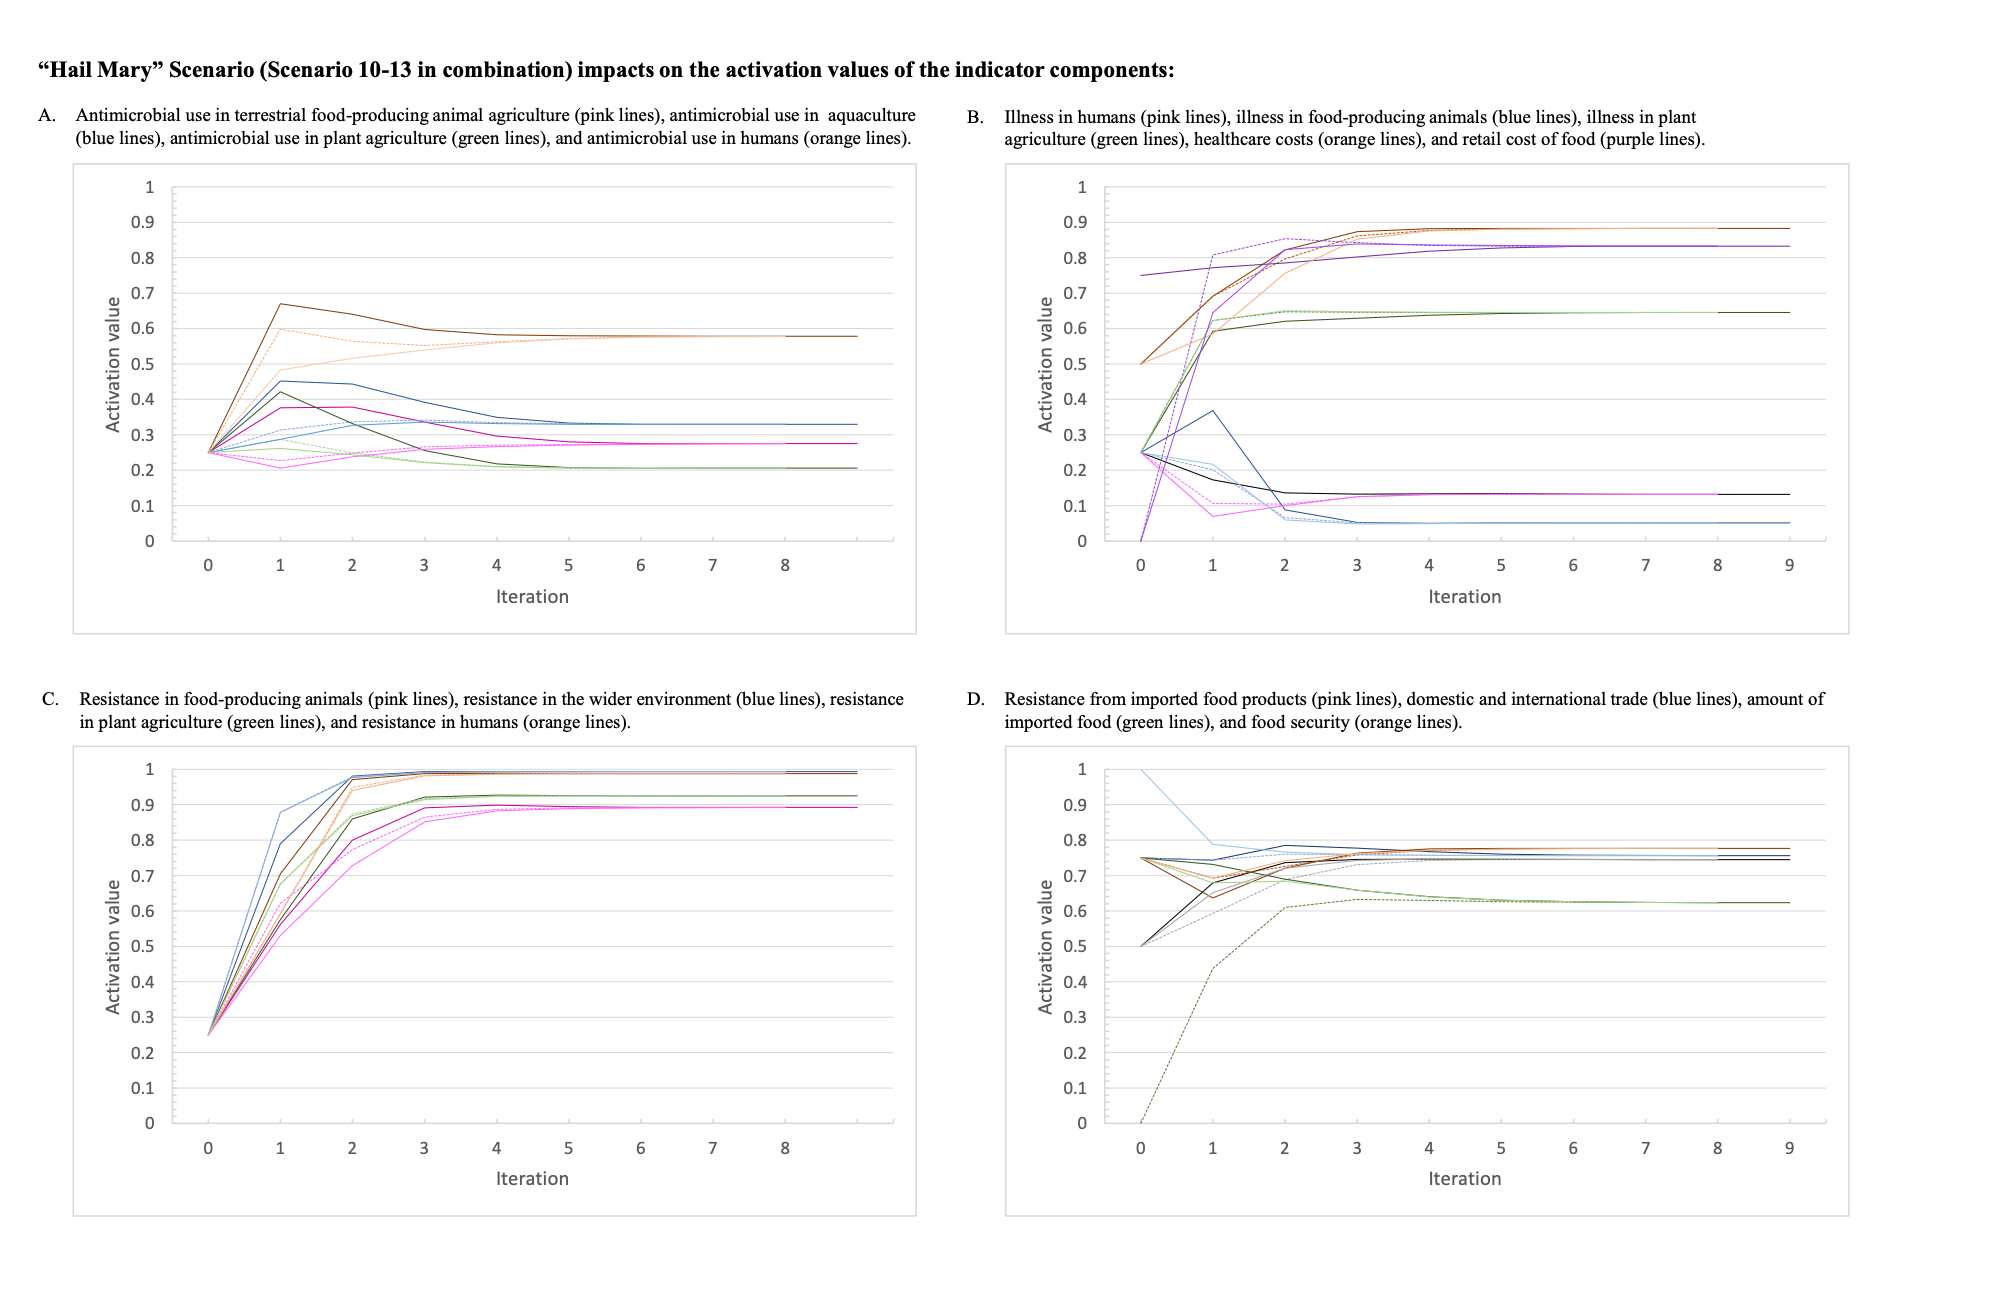 “Hail Mary” Scenario (Scenario 10-13 in combination) impacts on the activation values of the indicator components:
A. Antimicrobial use in terrestrial food-producing animal agriculture (pink lines), antimicrobial use in aquaculture
(blue lines), antimicrobial use in plant agriculture (green lines), and antimicrobial use in humans (orange lines).
1
0.9
0.8
0.7
0.6
0.5
0.4
0.3
0.2
0.1
0
Activation value
0 1 2 3 4 5 6 7 8
Iteration
B. Illness in humans (pink lines), illness in food-producing animals (blue lines), illness in plant
agriculture (green lines), healthcare costs (orange lines), and retail cost of food (purple lines).
1
0.9
0.8
0.7
0.6
0.5
0.4
0.3
0.2
0.1
0
Activation value
0 1 2 3 4 5 6 7 8 9
Iteration
C. Resistance in food-producing animals (pink lines), resistance in the wider environment (blue lines), resistance
in plant agriculture (green lines), and resistance in humans (orange lines).
1
0.9
0.8
0.7
0.6
0.5
0.4
0.3
0.2
0.1
0
Activation value
0 1 2 3 4 5 6 7 8
Iteration
D. Resistance from imported food products (pink lines), domestic and international trade (blue lines), amount of
imported food (green lines), and food security (orange lines).
1
0.9
0.8
0.7
0.6
0.5
0.4
0.3
0.2
0.1
0
Activation value
0 1 2 3 4 5 6 7 8 9
Iteration